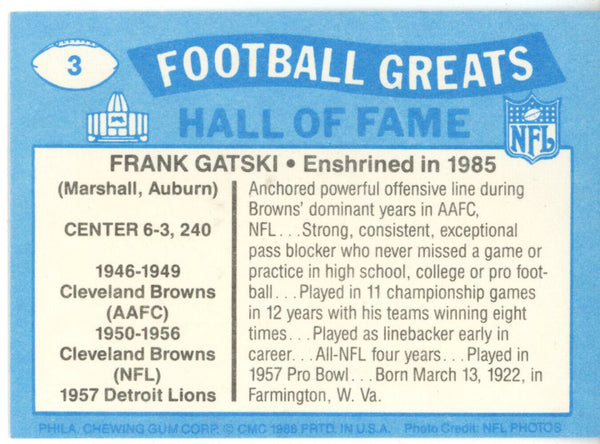 3
FOOTBALL GREATS
HALL OF FAME
NFL
FRANK GATSKI • Enshrined in 1985
(Marshall, Auburn)
CENTER 6-3, 240
1946-1949
Cleveland Browns
(AAFC)
1950-1956
Cleveland Browns
(NFL)
1957 Detroit Lions
Anchored powerful offensive line during
Browns' dominant years in AAFC,
NFL . . . Strong, consistent, exceptional
pass blocker who never missed a game or
practice in high school, college or pro foot-
ball . . . Played in 11 championship games
in 12 years with his teams winning eight
times . . . Played as linebacker early in
career . . . All-NFL four years . . . Played in
1957 Pro Bowl . . . Born March 13, 1922, in
Farmington, W. Va.
PHILA. CHEWING GUM CORP. © CMC 1988 PRTD. IN U.S.A. Photo Credit: NFL PHOTOS